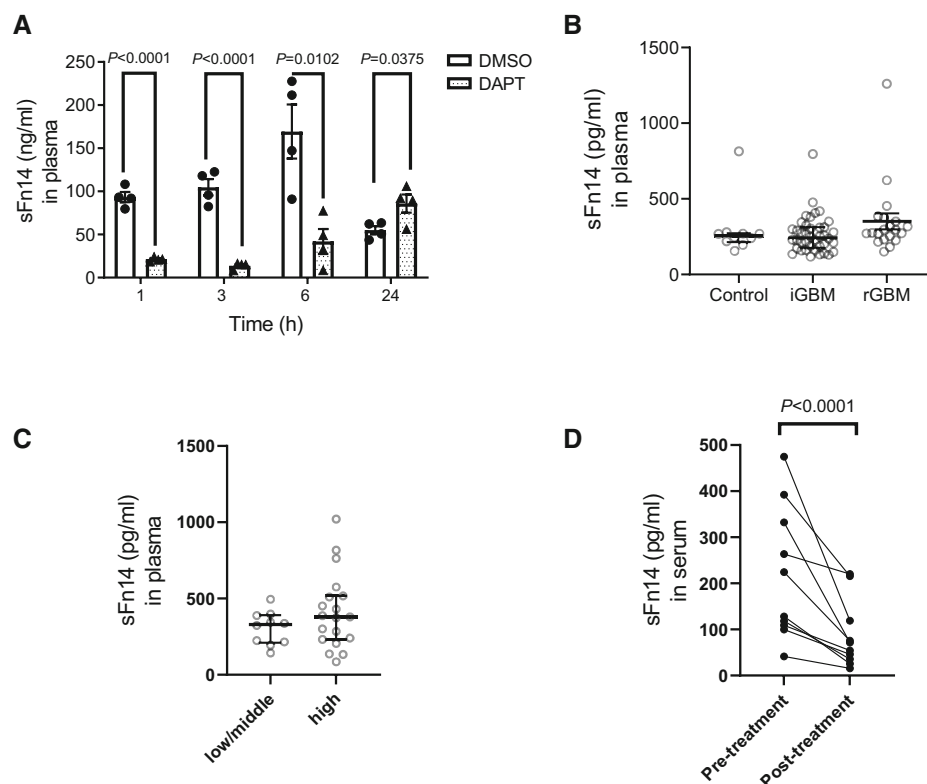 A
P<0.0001 P<0.0001 P=0.0102 P=0.0375
DMSO
DAPT
250
200
150
100
50
0
sFn14 (ng/ml)
in plasma
1 3 6 24
Time (h)
B
1500
1000
500
0
sFn14 (pg/ml)
in plasma
Control iGBM rGBM
C
1500
1000
500
0
sFn14 (pg/ml)
in plasma
low/middle high
D
P<0.0001
500
400
300
200
100
0
sFn14 (pg/ml)
in serum
Pre-treatment Post-treatment